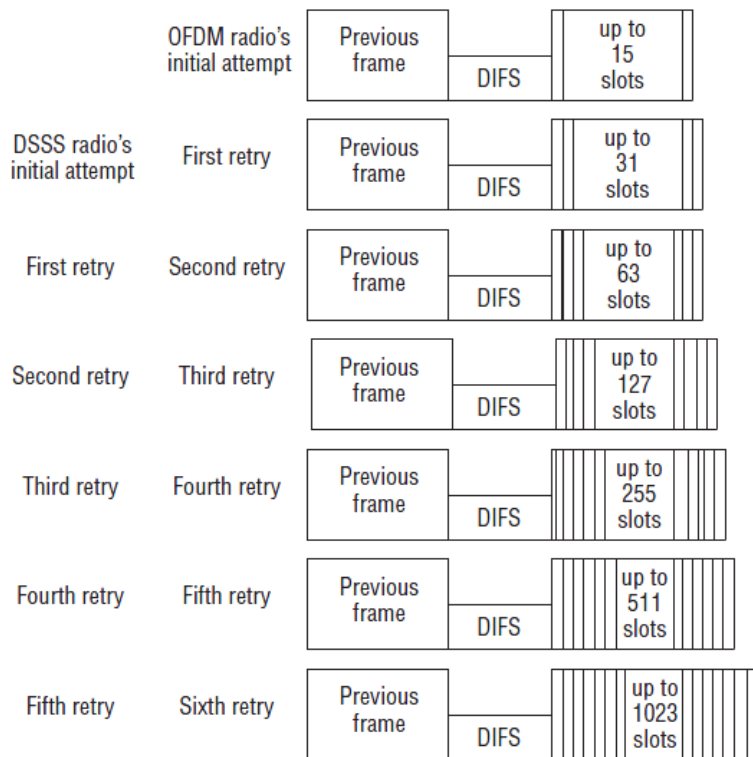 OFDM radio's
initial attempt
Previous
frame
DIFS
up to
15
slots
DSSS radio's
initial attempt
First retry
Previous
frame
DIFS
up to
31
slots
First retry
Second retry
Previous
frame
DIFS
up to
63
slots
Second retry
Third retry
Previous
frame
DIFS
up to
127
slots
Third retry
Fourth retry
Previous
frame
DIFS
up to
255
slots
Fourth retry
Fifth retry
Previous
frame
DIFS
up to
511
slots
Fifth retry
Sixth retry
Previous
frame
DIFS
up to
1023
slots